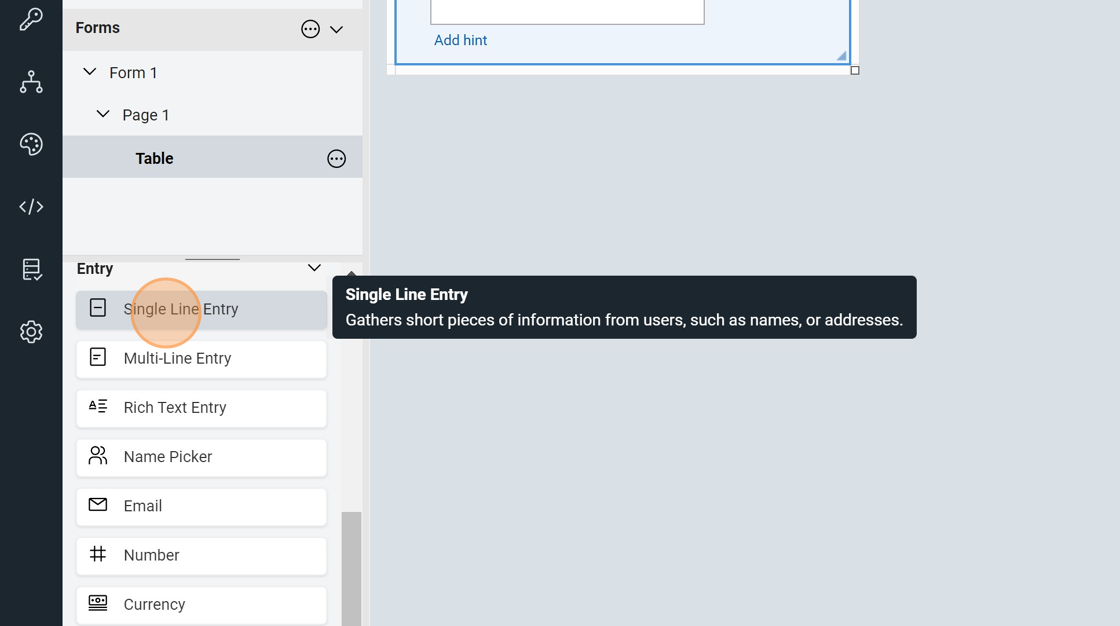 Forms
Form 1
Page 1
Table
Add hint
Entry
Single Line Entry
Single Line Entry
Gathers short pieces of information from users, such as names, or addresses.
Multi-Line Entry
Rich Text Entry
Name Picker
Email
Number
Currency